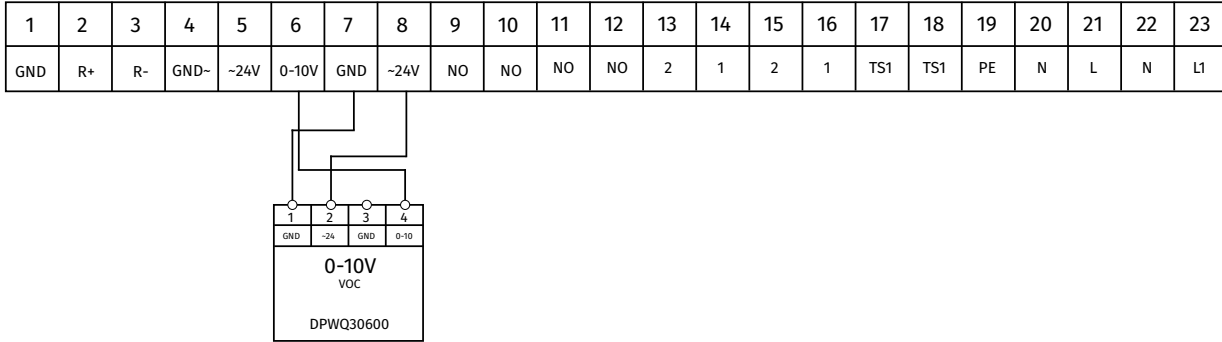 1 2 3 4 5 6 7 8 9 10 11 12 13 14 15 16 17 18 19 20 21 22 23
GND R+ R- GND~ ~24V 0-10V GND ~24V NO NO NO NO 2 1 2 1 TS1 TS1 PE N L N L1
1 2 3 4
GND ~24 GND 0-10
0-10V
VOC
DPWQ30600